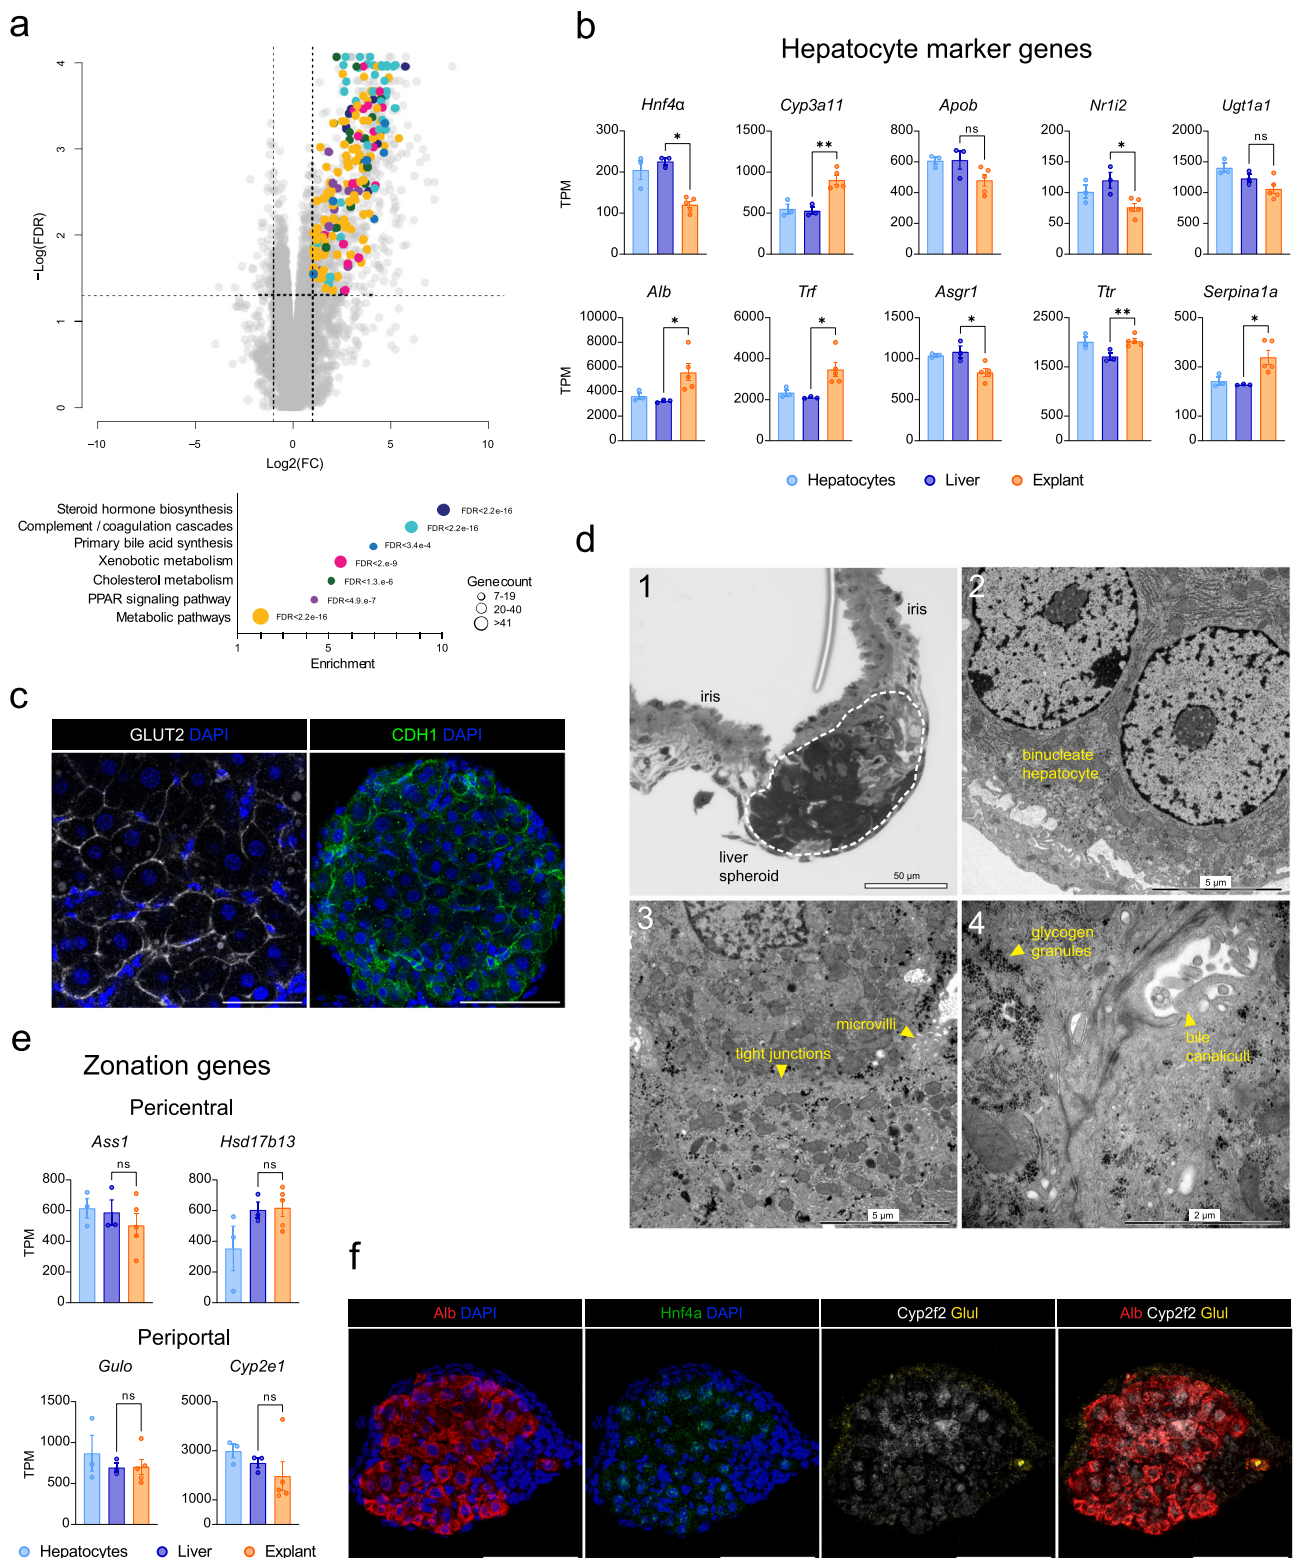 a
4
3
2
1
0
−Log(FDR)
−10
−5
0
5
10
Log2(FC)
Steroid hormone biosynthesis
FDR<2.2e-16
Complement / coagulation cascades
FDR<2.2e-16
Primary bile acid synthesis
FDR<3.4e-4
Xenobotic metabolism
FDR<2.e-9
Cholesterol metabolism
FDR<1.3.e-6
PPAR signaling pathway
FDR<4.9.e-7
Metabolic pathways
FDR<2.2e-16
Gene count
7-19
20-40
>41
1
5
10
Enrichment
b
Hepatocyte marker genes
Hnf4α
Cyp3a11
Apob
Nr1i2
Ugt1a1
TPM
300
200
100
0
*
1500
1000
500
0
**
800
600
400
200
0
ns
150
100
50
0
*
2000
1500
1000
500
0
ns
Alb
Trf
Asgr1
Ttr
Serpina1a
TPM
10000
8000
6000
4000
2000
0
*
6000
4000
2000
0
*
1500
1000
500
0
*
2500
2000
1500
1000
500
0
**
500
300
100
0
*
Hepatocytes
Liver
Explant
c
GLUT2 DAPI
CDH1 DAPI
d
1
iris
iris
liver
spheroid
50 µm
2
binucleate
hepatocyte
5 µm
3
microvilli
tight junctions
5 µm
4
glycogen
granules
bile
canaliculi
2 µm
e
Zonation genes
Pericentral
Ass1
Hsd17b13
TPM
800
600
400
200
0
ns
800
600
400
200
0
ns
Periportal
Gulo
Cyp2e1
TPM
1500
1000
500
0
ns
5000
3000
1000
0
ns
Hepatocytes
Liver
Explant
f
Alb DAPI
Hnf4a DAPI
Cyp2f2 Glul
Alb Cyp2f2 Glul